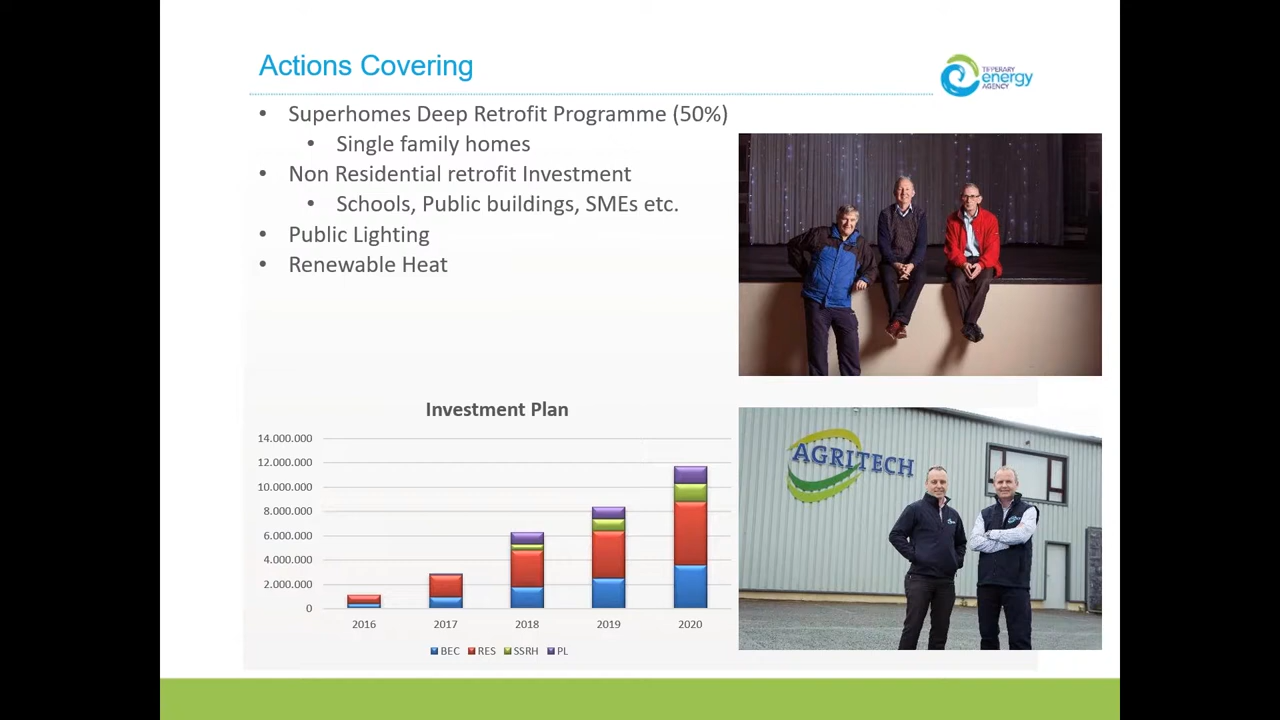 Actions Covering
TIPPERARY
energy
AGENCY
• Superhomes Deep Retrofit Programme (50%)
• Single family homes
• Non Residential retrofit Investment
• Schools, Public buildings, SMEs etc.
• Public Lighting
• Renewable Heat
Investment Plan
14.000.000
12.000.000
10.000.000
8.000.000
6.000.000
4.000.000
2.000.000
0
2016 2017 2018 2019 2020
BEC RES SSRH PL
AGRITECH